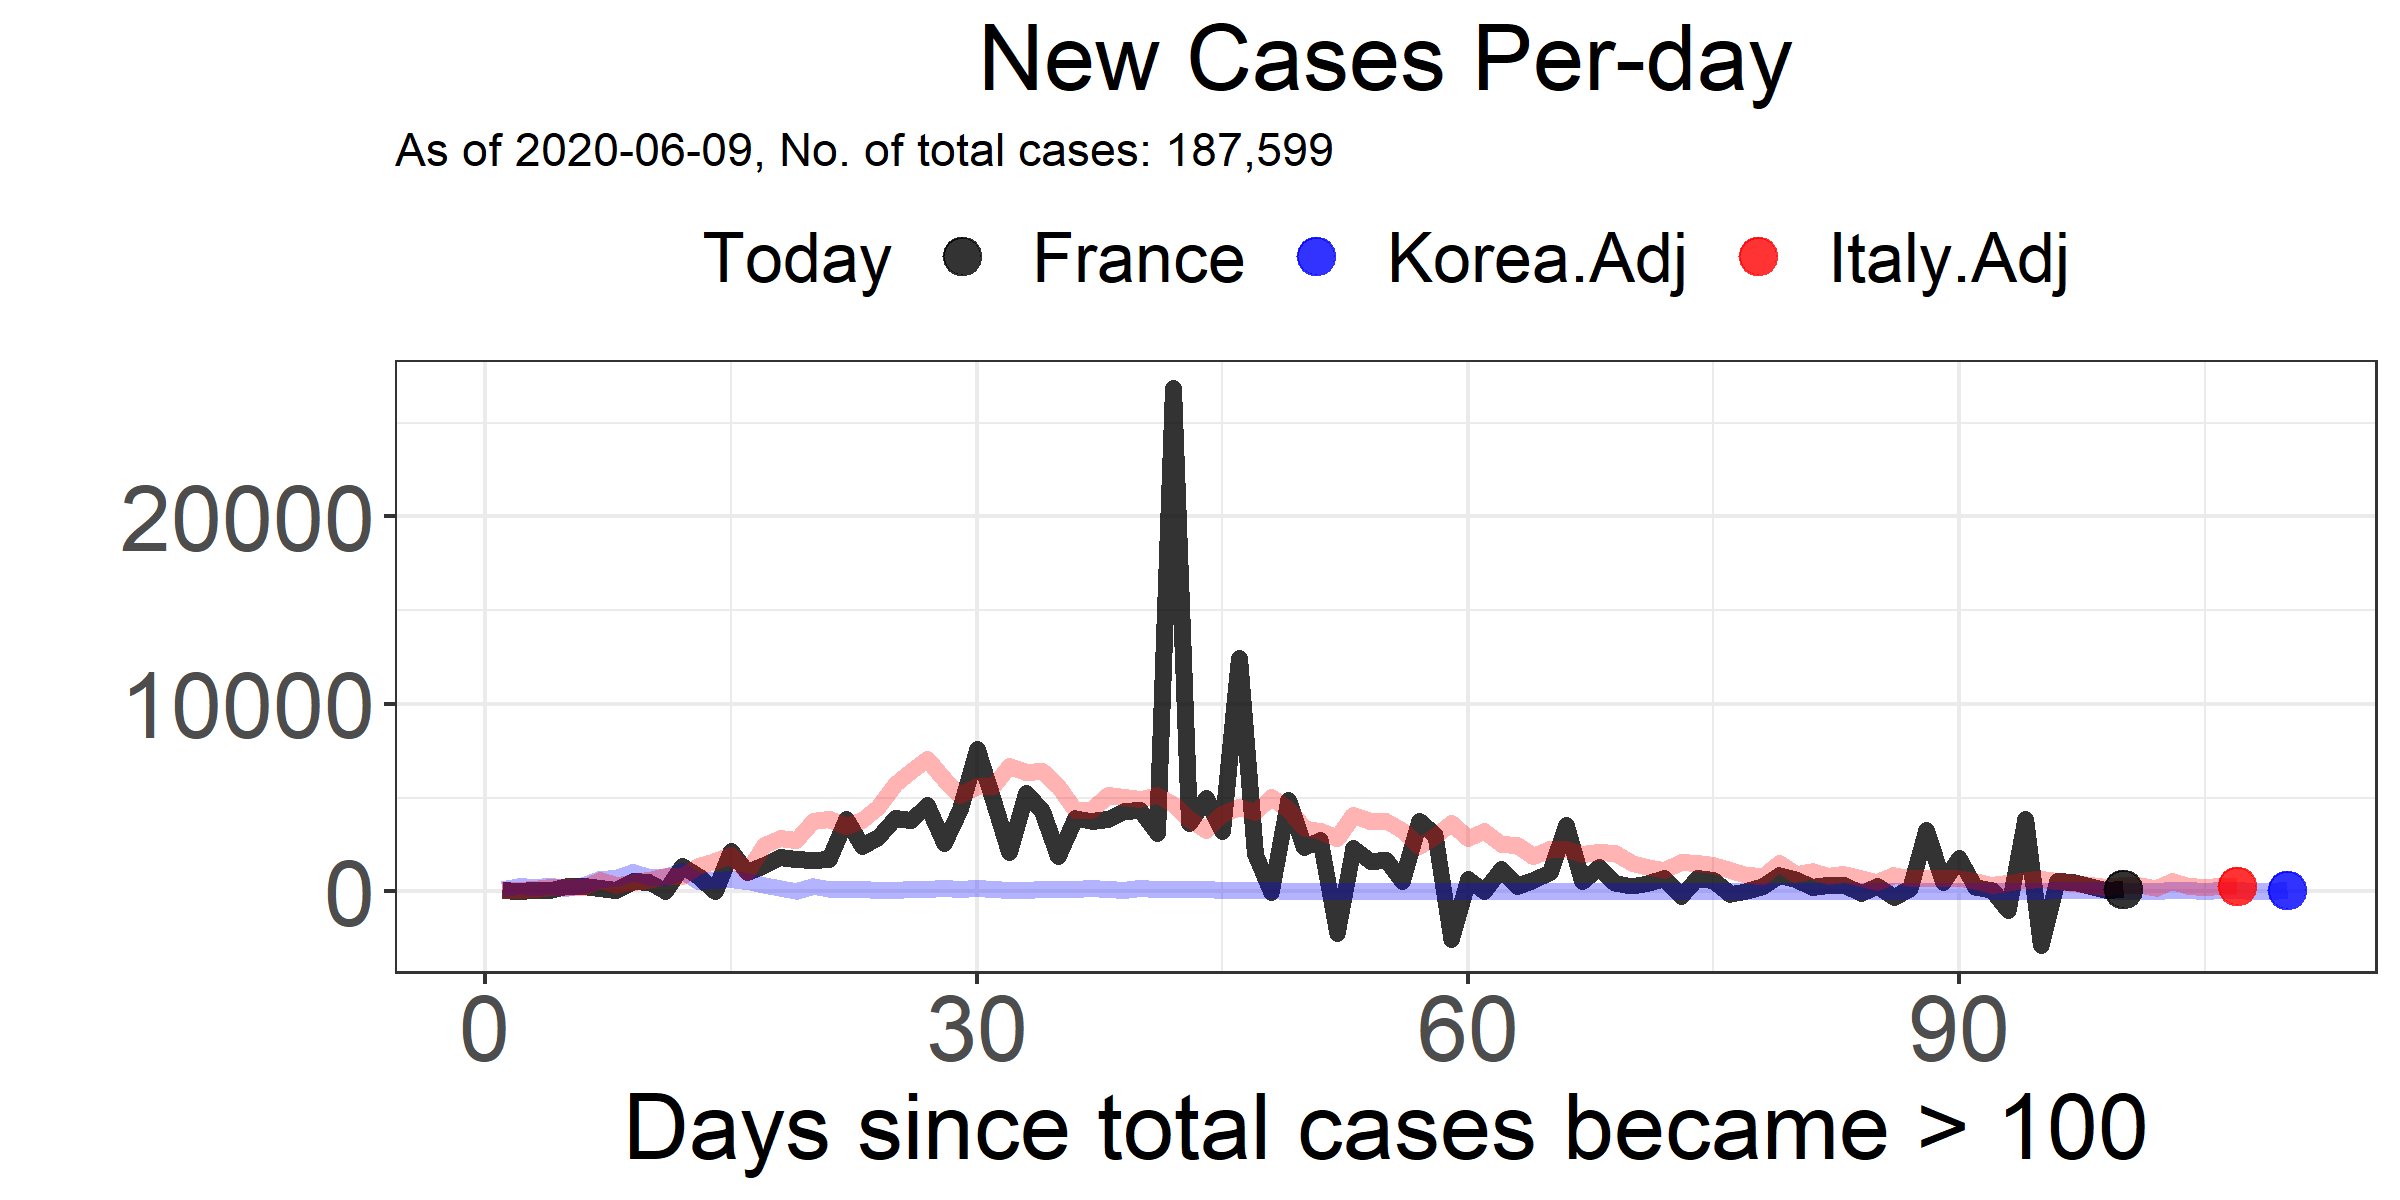 New Cases Per-day
As of 2020-06-09, No. of total cases: 187,599
Today France Korea.Adj Italy.Adj
20000
10000
0
0 30 60 90
Days since total cases became > 100